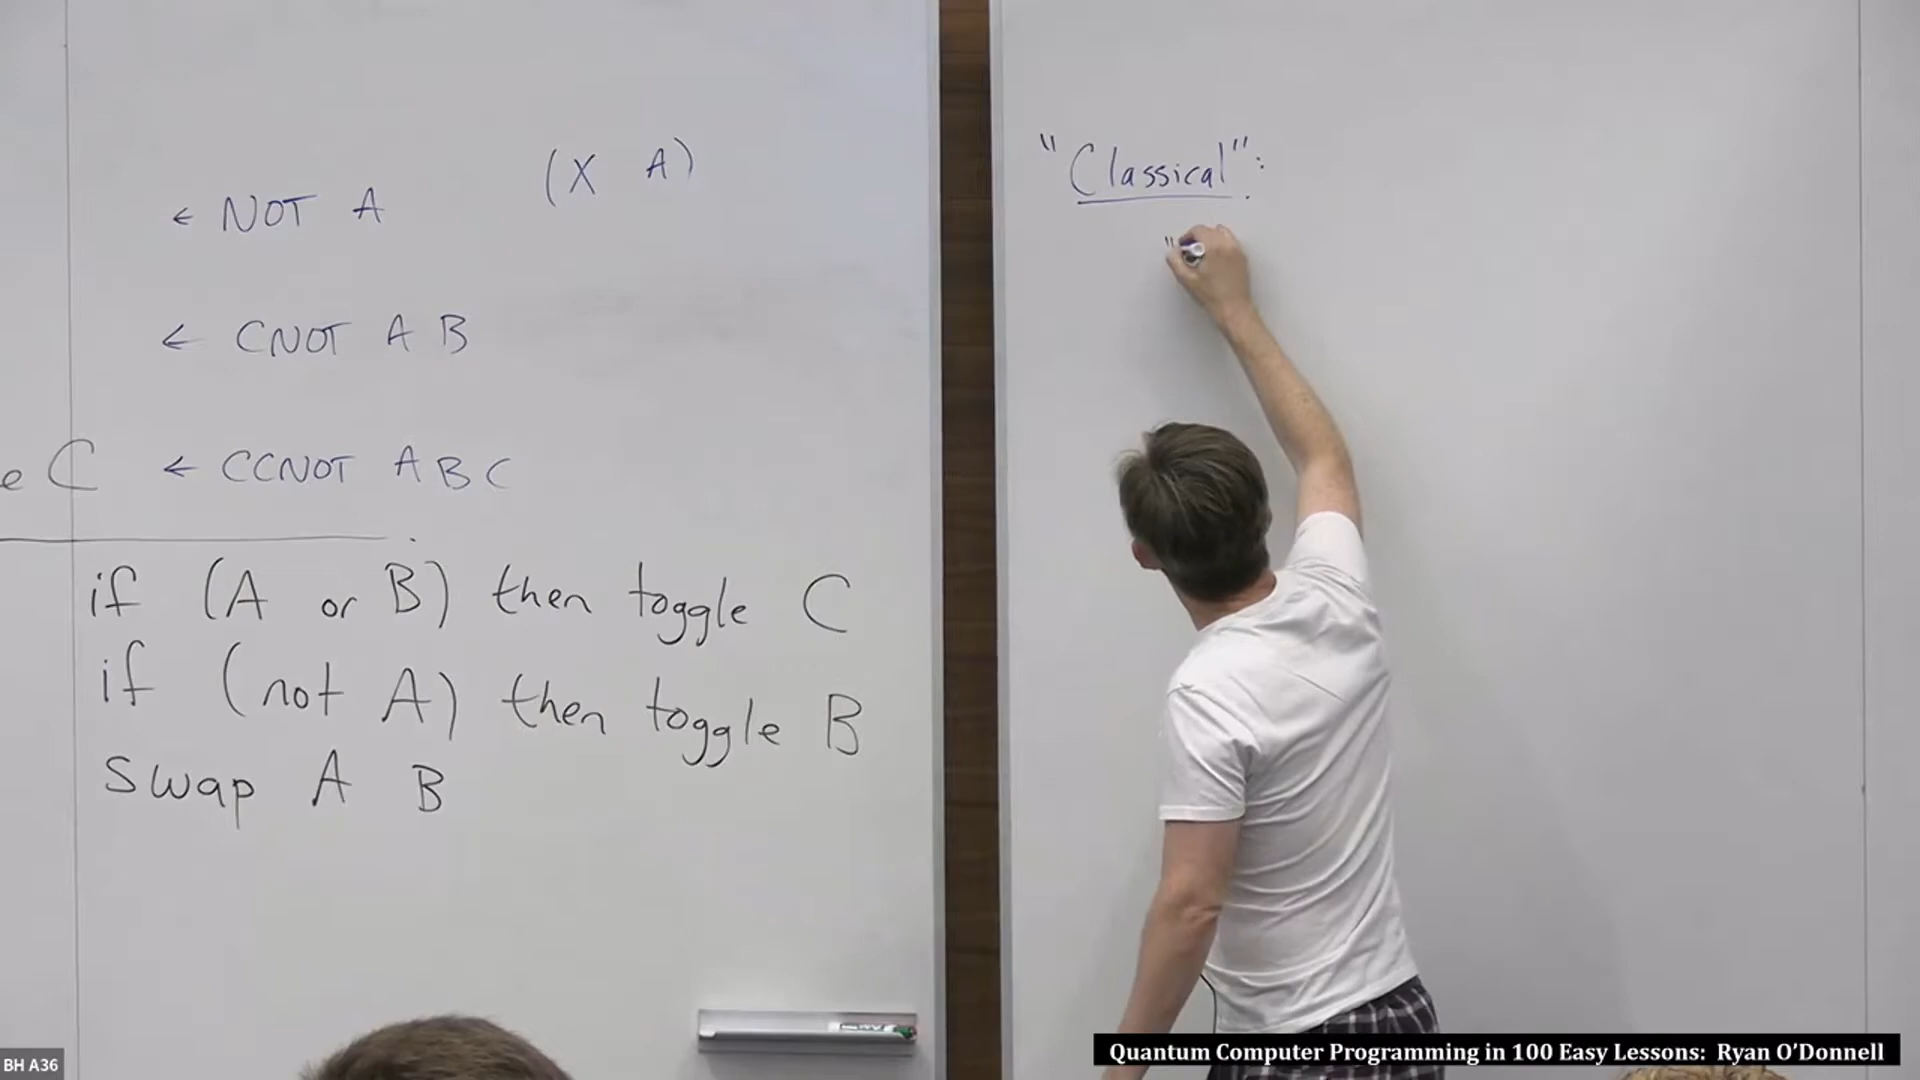 ← NOT A (X A)
← CNOT A B
e C ← CCNOT A B C
if (A or B) then toggle C
if (not A) then toggle B
swap A B
"Classical":
"
BH A36
Quantum Computer Programming in 100 Easy Lessons: Ryan O'Donnell